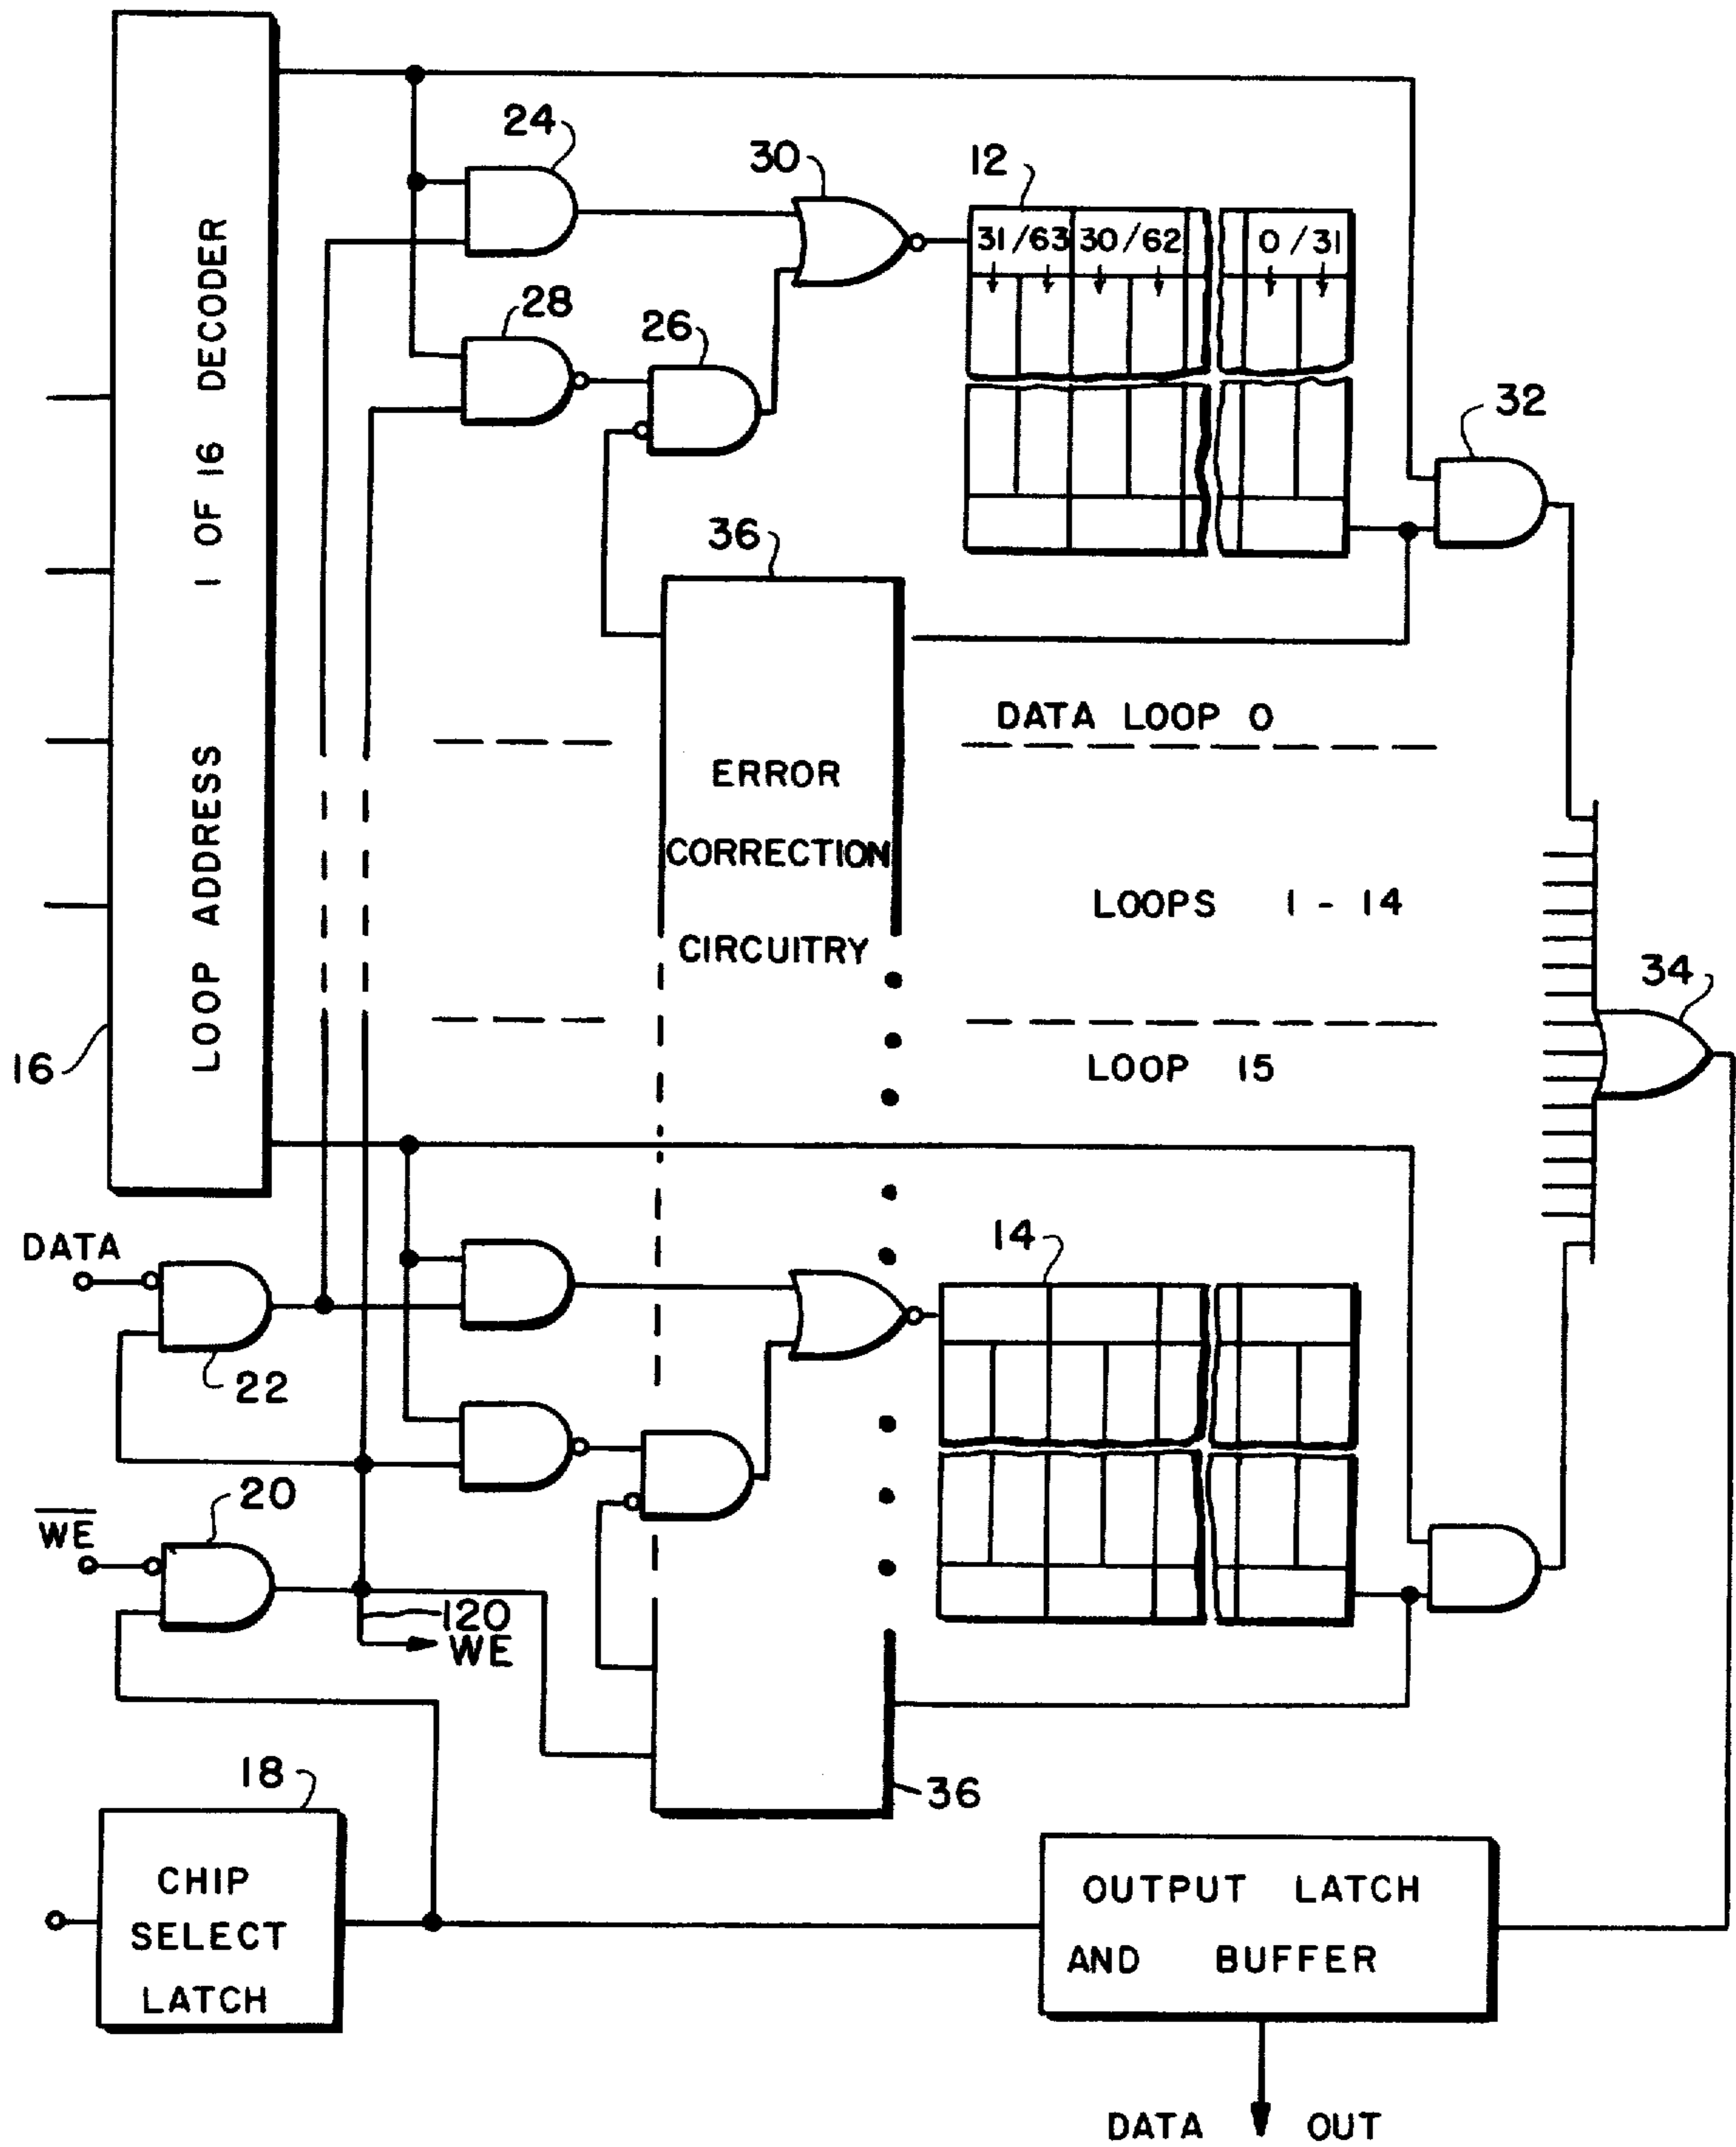 24
30
12
31/63 30/62 0/31
28
26
32
36
LOOP ADDRESS 1 OF 16 DECODER
DATA LOOP 0
ERROR
CORRECTION
CIRCUITRY
LOOPS 1 - 14
34
16
LOOP 15
DATA
14
22
20
WE
120
WE
18
36
CHIP
SELECT
LATCH
OUTPUT LATCH
AND BUFFER
DATA OUT